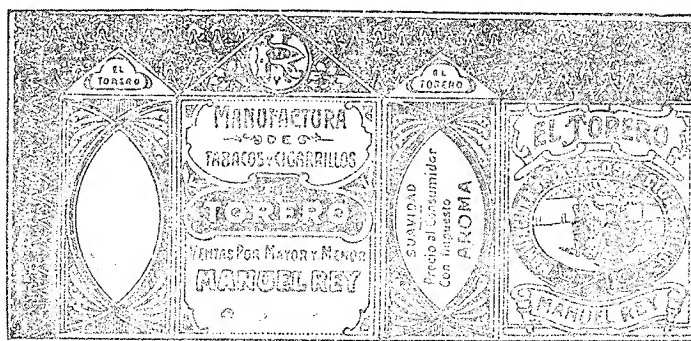 EL
TORERO
MANUFACTURA
DE
TABACOS Y CIGARRILLOS
TORERO
VENTAS POR MAYOR Y MENOR
MANUEL REY
EL
TORERO
SUAVIDAD
Precio al consumidor
Con Impuesto
AROMA
EL TORERO
MANUEL REY